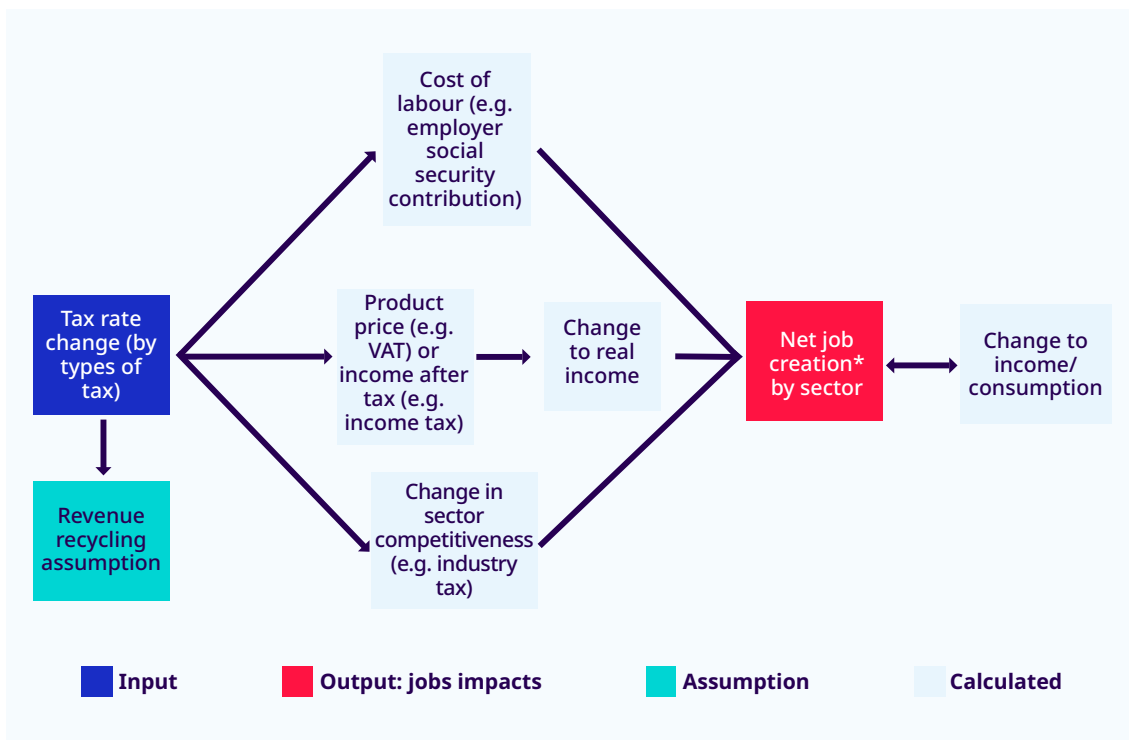 Cost of
labour (e.g.
employer
social
security
contribution)
Tax rate
change (by
types of
tax)
Product
price (e.g.
VAT) or
income after
tax (e.g.
income tax)
Change
to real
income
Net job
creation*
by sector
Change to
income/
consumption
Revenue
recycling
assumption
Change in
sector
competitiveness
(e.g. industry
tax)
Input
Output: jobs impacts
Assumption
Calculated